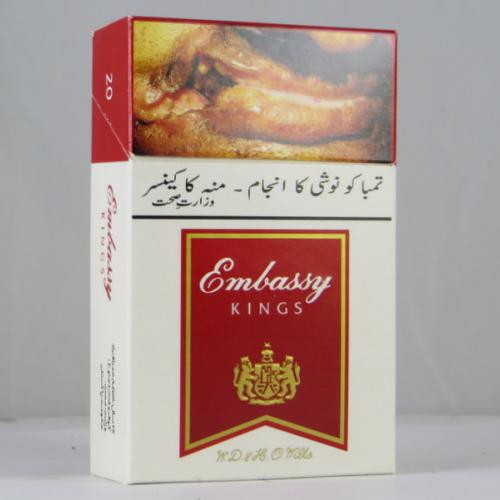 تمباکو نوشی کا انجام ۔ منہ کا کینسر
وزارتِ صحت
Embassy
KINGS
W.D. & H.O. Wills
20
Embassy
KINGS